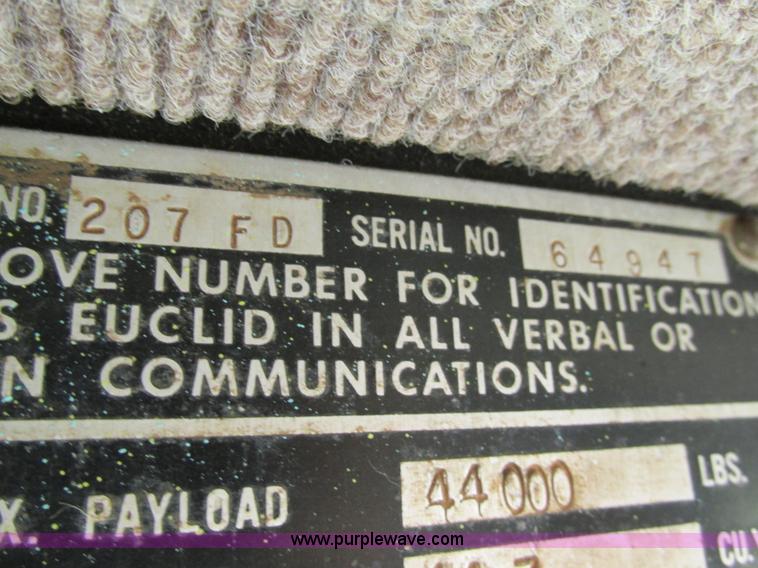 NO. 207 FD SERIAL NO. 64947
OVE NUMBER FOR IDENTIFICATION
S EUCLID IN ALL VERBAL OR
N COMMUNICATIONS.
X. PAYLOAD 44000 LBS.
www.purplewave.com
CU.